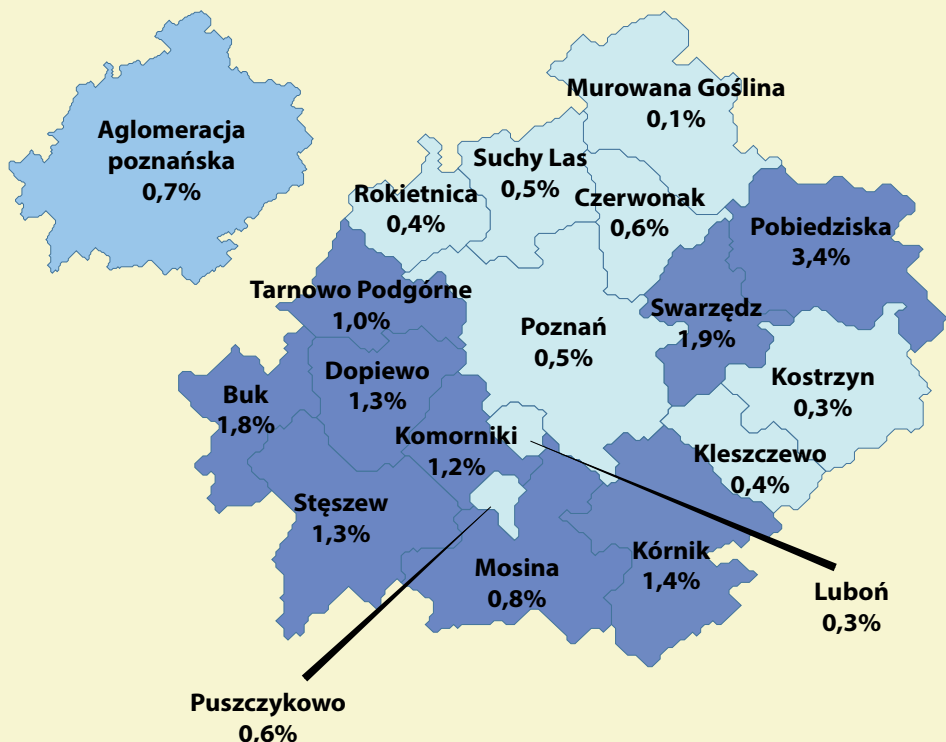 Aglomeracja
poznańska
0,7%
Murowana Goślina
0,1%
Suchy Las
0,5%
Rokietnica
0,4%
Czerwonak
0,6%
Pobiedziska
3,4%
Tarnowo Podgórne
1,0%
Swarzędz
1,9%
Poznań
0,5%
Dopiewo
1,3%
Buk
1,8%
Kostrzyn
0,3%
Komorniki
1,2%
Kleszczewo
0,4%
Stęszew
1,3%
Mosina
0,8%
Kórnik
1,4%
Luboń
0,3%
Puszczykowo
0,6%